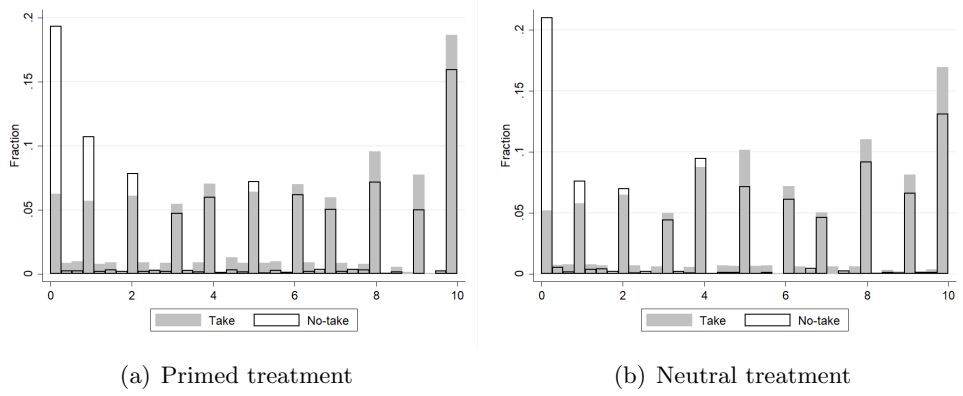 .2
.15
.1
.05
0
Fraction
0 2 4 6 8 10
Take No-take
(a) Primed treatment
.2
.15
.1
.05
0
Fraction
0 2 4 6 8 10
Take No-take
(b) Neutral treatment